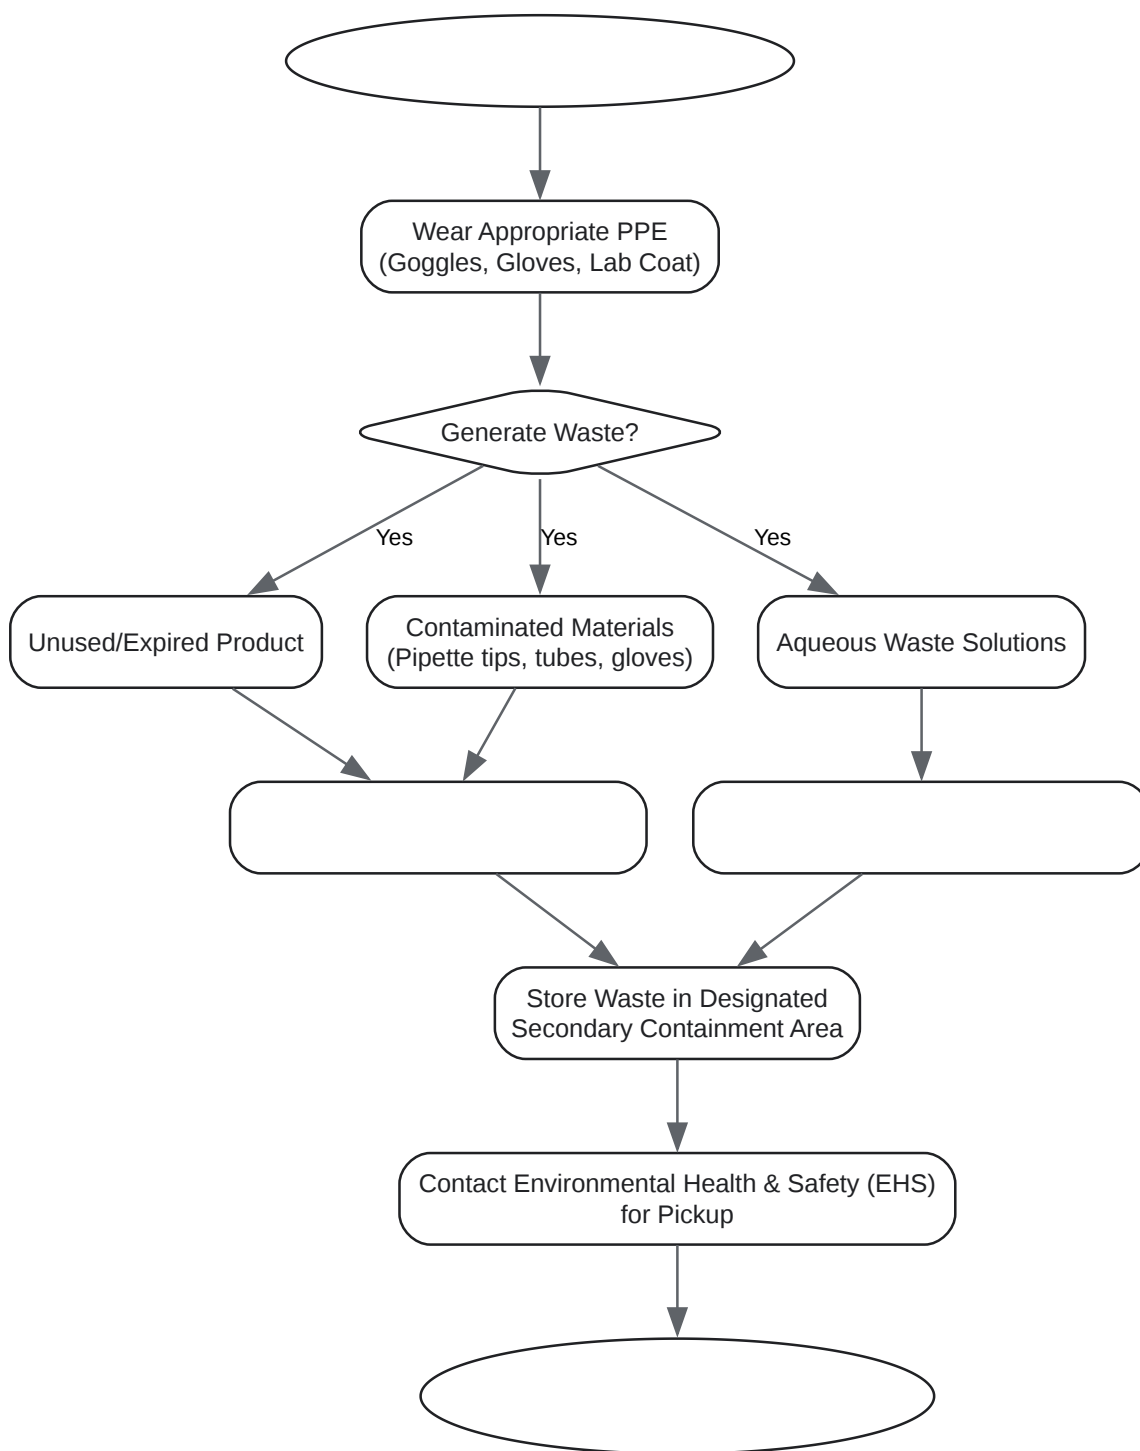 Wear Appropriate PPE
(Goggles, Gloves, Lab Coat)
Generate Waste?
Yes
Yes
Yes
Unused/Expired Product
Contaminated Materials
(Pipette tips, tubes, gloves)
Aqueous Waste Solutions
Store Waste in Designated
Secondary Containment Area
Contact Environmental Health & Safety (EHS)
for Pickup